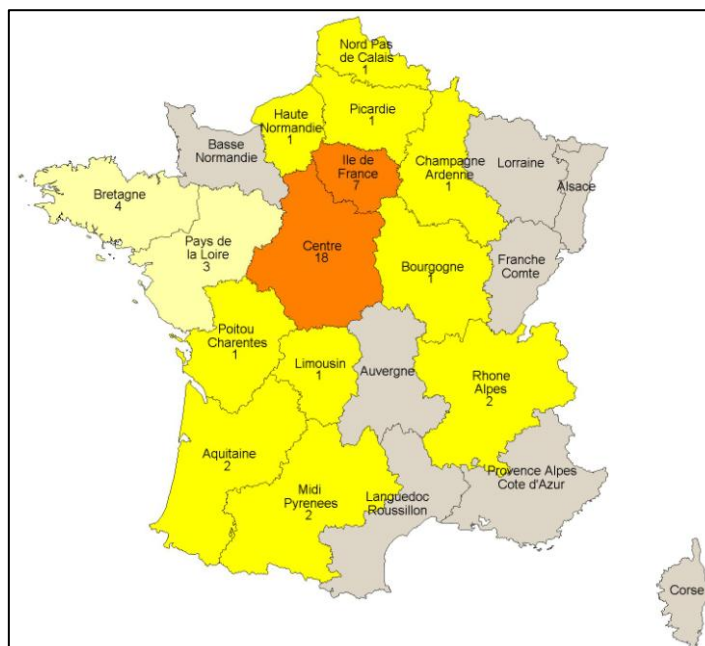 Nord Pas
de Calais
1
Haute
Normandie
1
Picardie
1
Basse
Normandie
Ile de
France
7
Champagne
Ardenne
1
Lorraine
Alsace
Bretagne
4
Pays de
la Loire
3
Centre
18
Bourgogne
1
Franche
Comte
Poitou
Charentes
1
Limousin
1
Auvergne
Rhone
Alpes
2
Aquitaine
2
Midi
Pyrenees
2
Languedoc
Roussillon
Provence Alpes
Cote d'Azur
Corse